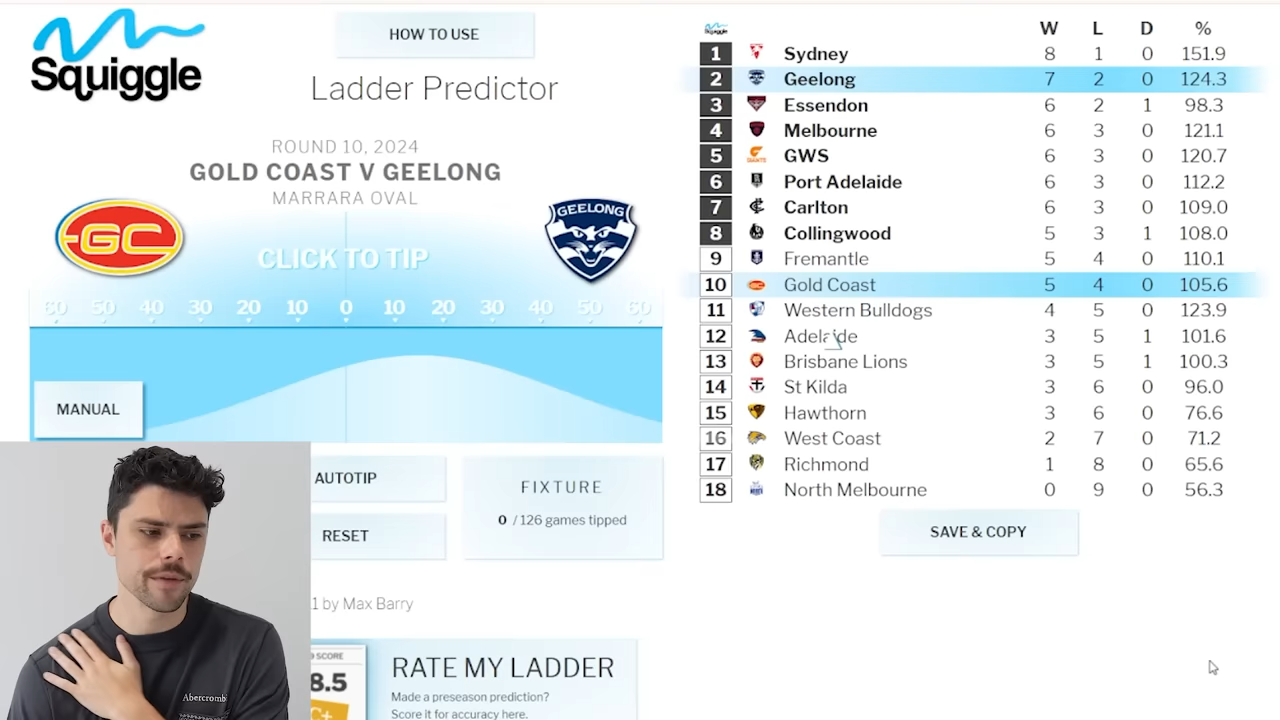 Squiggle
HOW TO USE
Ladder Predictor
ROUND 10, 2024
GOLD COAST V GEELONG
MARRARA OVAL
GC
GEELONG
CLICK TO TIP
60 50 40 30 20 10 0 10 20 30 40 50 60
MANUAL
AUTOTIP
RESET
FIXTURE
0 / 126 games tipped
by Max Barry
SCORE
8.5
C+
RATE MY LADDER
Made a preseason prediction?
Score it for accuracy here.
Abercromb
Squiggle W L D %
1 Sydney 8 1 0 151.9
2 Geelong 7 2 0 124.3
3 Essendon 6 2 1 98.3
4 Melbourne 6 3 0 121.1
5 GWS 6 3 0 120.7
6 Port Adelaide 6 3 0 112.2
7 Carlton 6 3 0 109.0
8 Collingwood 5 3 1 108.0
9 Fremantle 5 4 0 110.1
10 Gold Coast 5 4 0 105.6
11 Western Bulldogs 4 5 0 123.9
12 Adelaide 3 5 1 101.6
13 Brisbane Lions 3 5 1 100.3
14 St Kilda 3 6 0 96.0
15 Hawthorn 3 6 0 76.6
16 West Coast 2 7 0 71.2
17 Richmond 1 8 0 65.6
18 North Melbourne 0 9 0 56.3
SAVE & COPY